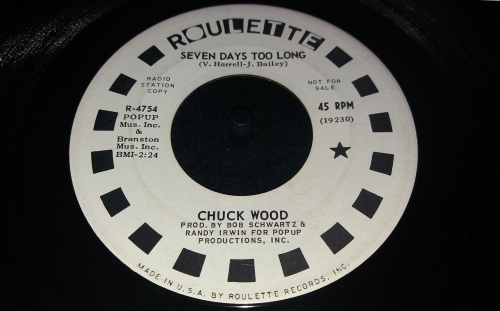 ROULETTE
SEVEN DAYS TOO LONG
(V. Harrell-J. Bailey)
RADIO
STATION
COPY
NOT FOR
SALE
R-4754
POPUP
Mus. Inc.
&
Branston
Mus. Inc.
BMI-2:24
45 RPM
(19230)
CHUCK WOOD
PROD. BY BOB SCHWARTZ &
RANDY IRWIN FOR POPUP
PRODUCTIONS, INC.
MADE IN U.S.A. BY ROULETTE RECORDS, INC.